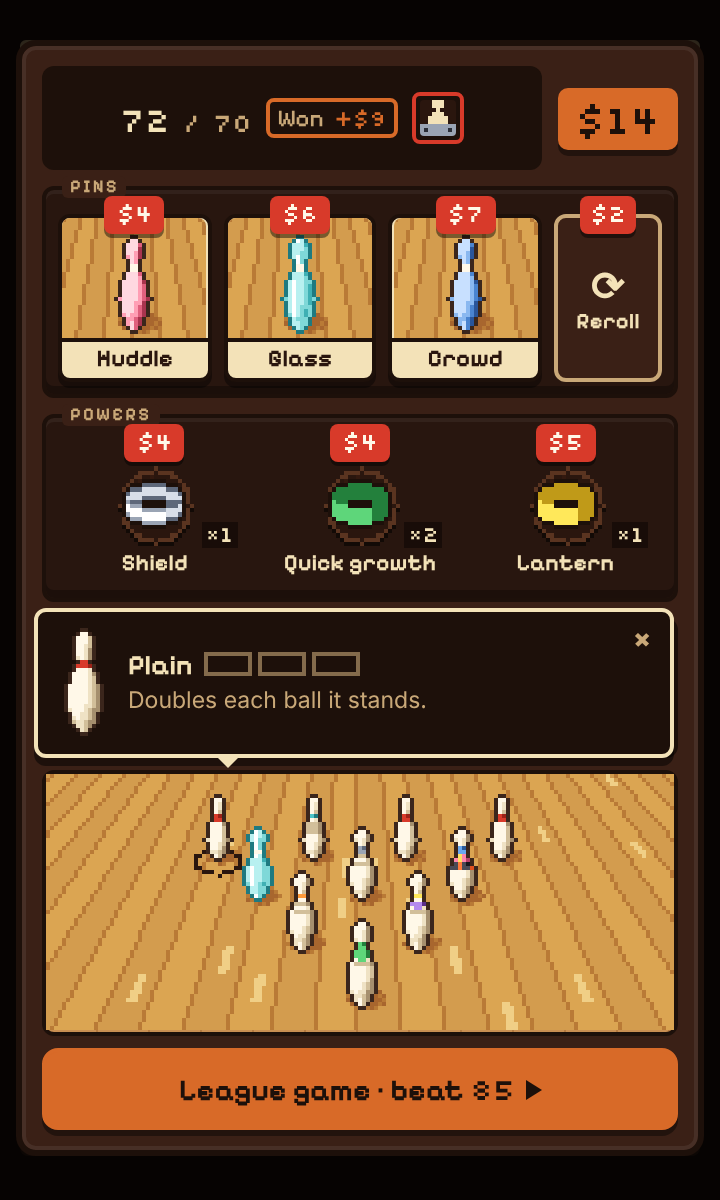 72 / 70 Won +$9 $14
PINS
$4 $6 $7 $2
Huddle Glass Crowd Reroll
POWERS
$4 $4 $5
×1 ×2 ×1
Shield Quick growth Lantern
Plain ×
Doubles each ball it stands.
League game · beat 85 ▶